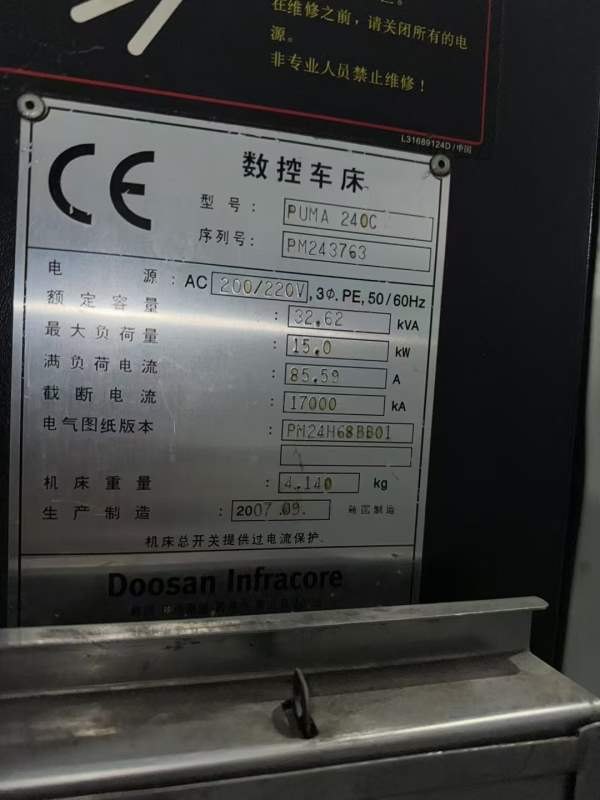 在维修之前，请关闭所有的电
源。
非专业人员禁止维修！
L31689124D/中国
CE
数控车床
型号： PUMA 240C
序列号： PM243763
电源：AC 200/220V, 3Φ. PE, 50/60Hz
额定容量：32.62 kVA
最大负荷量：15.0 kW
满负荷电流：85.59 A
截断电流：17000 kA
电气图纸版本：PM24H68BB01
机床重量：4.140 kg
生产制造：2007.09. 韩国制造
机床总开关提供过电流保护.
Doosan Infracore